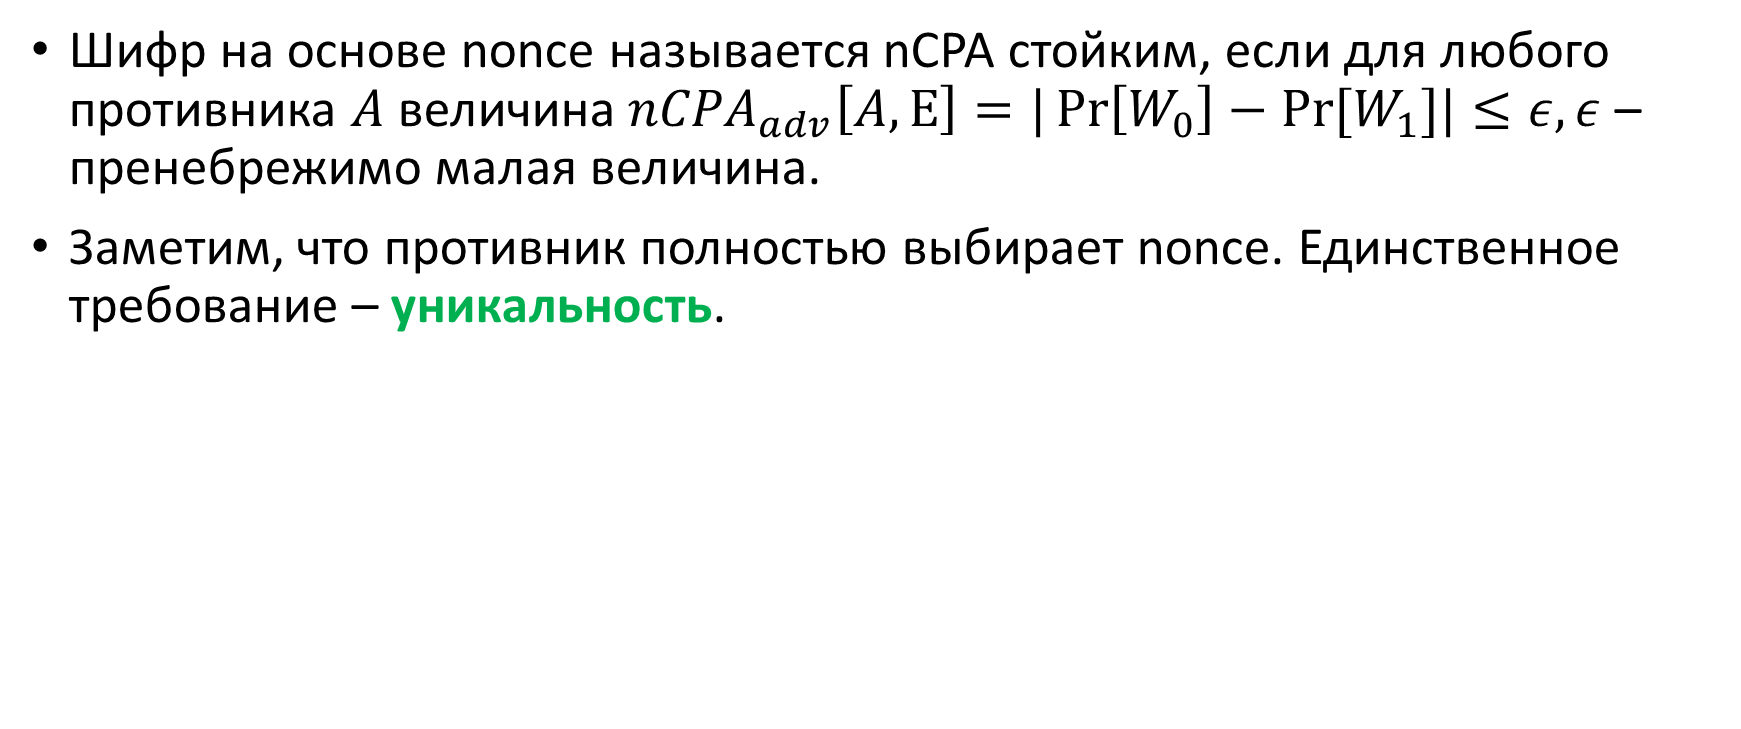 • Шифр на основе nonce называется nCPA стойким, если для любого
противника A величина nCPA_adv[A, E] = | Pr[W_0] − Pr[W_1]| ≤ ϵ, ϵ –
пренебрежимо малая величина.
• Заметим, что противник полностью выбирает nonce. Единственное
требование – уникальность.